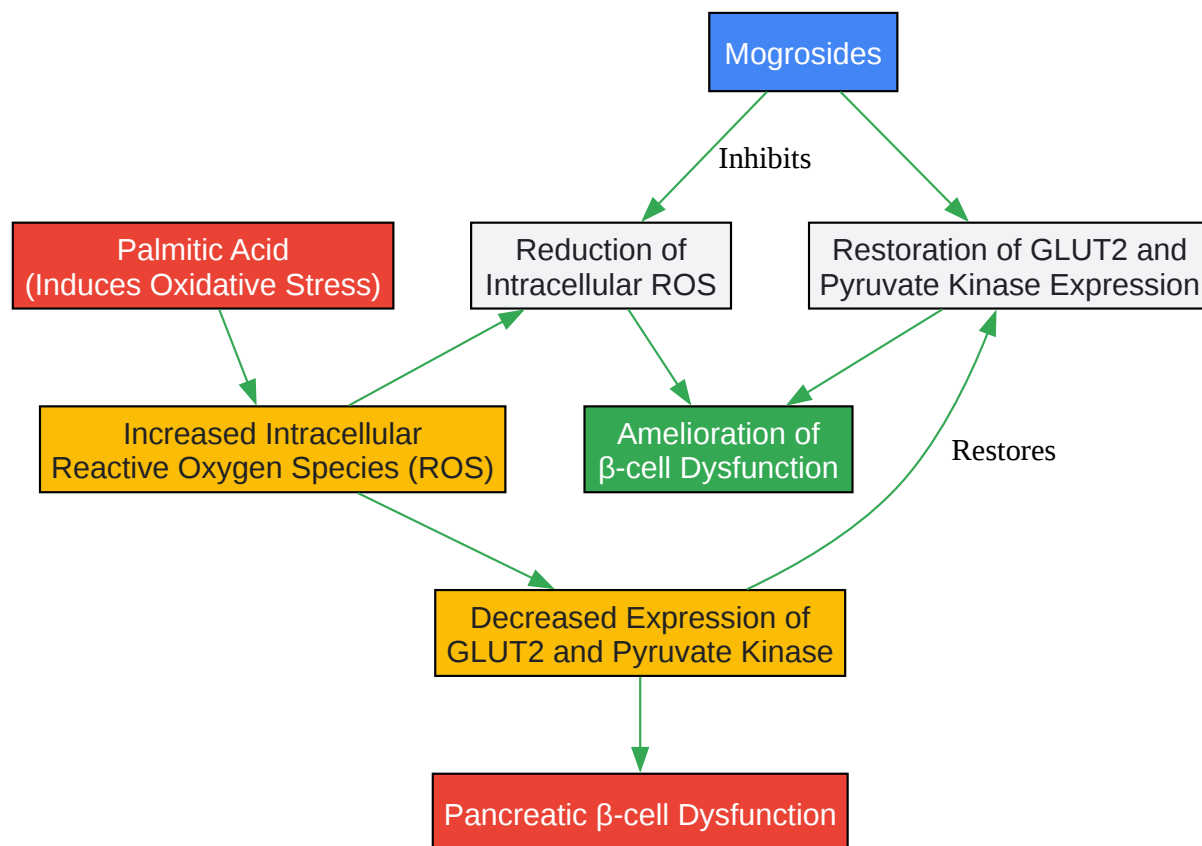 Mogrosides
Inhibits
Palmitic Acid
(Induces Oxidative Stress)
Reduction of
Intracellular ROS
Restoration of GLUT2 and
Pyruvate Kinase Expression
Increased Intracellular
Reactive Oxygen Species (ROS)
Amelioration of
β-cell Dysfunction
Restores
Decreased Expression of
GLUT2 and Pyruvate Kinase
Pancreatic β-cell Dysfunction